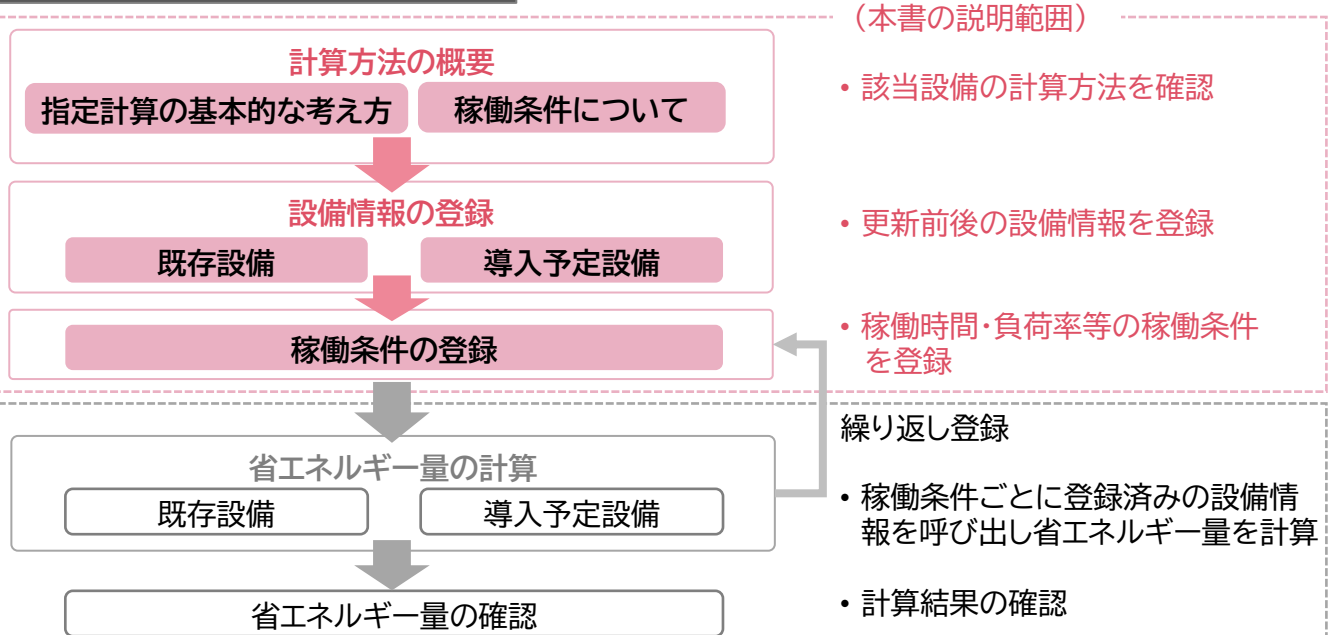 （本書の説明範囲）
計算方法の概要
指定計算の基本的な考え方
稼働条件について
• 該当設備の計算方法を確認
設備情報の登録
既存設備
導入予定設備
• 更新前後の設備情報を登録
稼働条件の登録
• 稼働時間・負荷率等の稼働条件
を登録
繰り返し登録
省エネルギー量の計算
既存設備
導入予定設備
• 稼働条件ごとに登録済みの設備情
報を呼び出し省エネルギー量を計算
省エネルギー量の確認
• 計算結果の確認